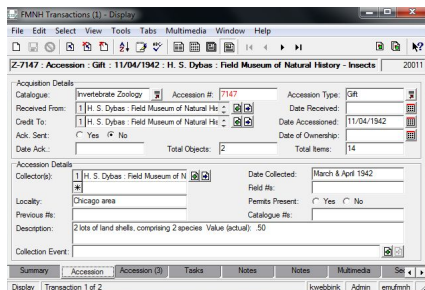 FMNH Transactions (1) - Display
File Edit Select View Tools Tabs Multimedia Window Help
Z-7147 : Accession : Gift : 11/04/1942 : H. S. Dybas : Field Museum of Natural History - Insects 20011
Acquisition Details
Catalogue: Invertebrate Zoology Accession #: 7147 Accession Type: Gift
Received From: 1 H. S. Dybas : Field Museum of Natural His Date Received:
Credit To: 1 H. S. Dybas : Field Museum of Natural His Date Accessioned: 11/04/1942
Ack. Sent: Yes No Date of Ownership:
Date Ack.: Total Objects: 2 Total Items: 14
Accession Details
Collector(s): 1 H. S. Dybas : Field Museum of N Date Collected: March & April 1942
* Field #s:
Locality: Chicago area Permits Present: Yes No
Previous #s: Catalogue #s:
Description: 2 lots of land shells, comprising 2 species Value (actual): .50
Collection Event:
Summary Accession Accession (3) Tasks Notes Notes Multimedia Se
Display Transaction 1 of 2 kwebbink Admin emufmnh